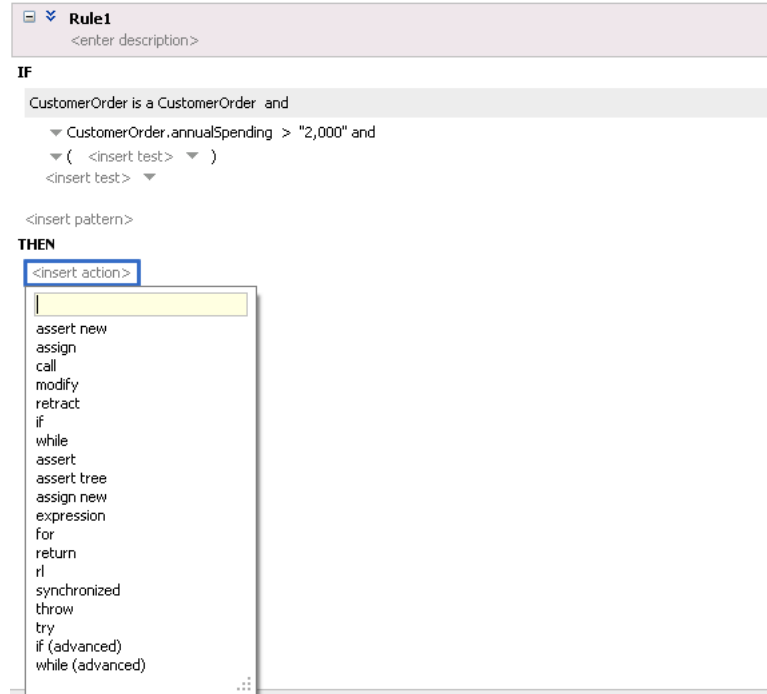 Rule1
<enter description>
IF
CustomerOrder is a CustomerOrder and
CustomerOrder.annualSpending > "2,000" and
( <insert test> )
<insert test>
<insert pattern>
THEN
<insert action>
assert new
assign
call
modify
retract
if
while
assert
assert tree
assign new
expression
for
return
rl
synchronized
throw
try
if (advanced)
while (advanced)